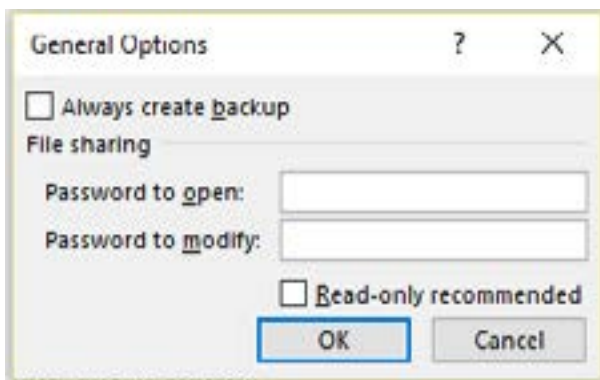 General Options ? X
Always create backup
File sharing
Password to open:
Password to modify:
Read-only recommended
OK Cancel